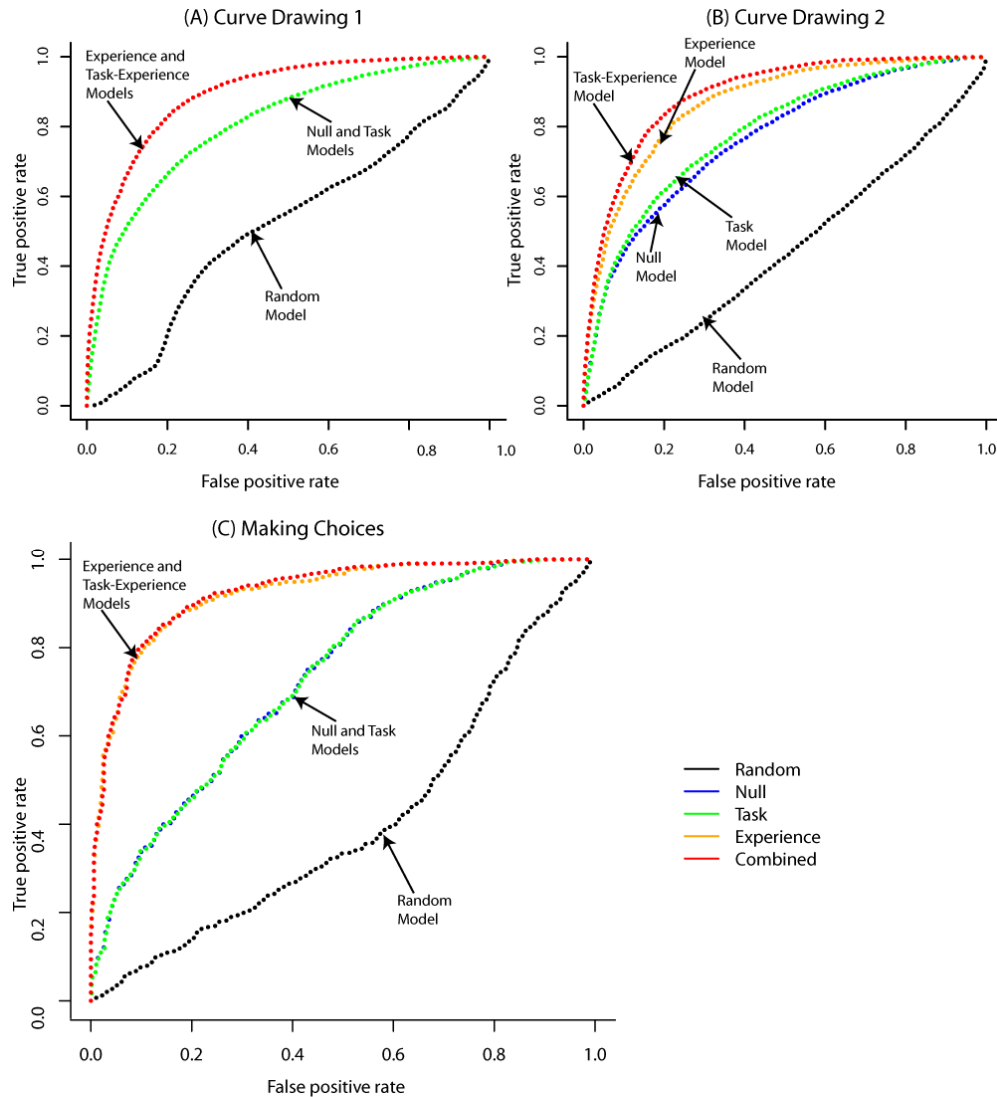 (A) Curve Drawing 1
Experience and
Task-Experience
Models
Null and Task
Models
Random
Model
True positive rate
0.0
0.2
0.4
0.6
0.8
1.0
0.0
0.2
0.4
0.6
0.8
1.0
False positive rate
(B) Curve Drawing 2
Experience
Model
Task-Experience
Model
Task
Model
Null
Model
Random
Model
True positive rate
0.0
0.2
0.4
0.6
0.8
1.0
0.0
0.2
0.4
0.6
0.8
1.0
False positive rate
(C) Making Choices
Experience and
Task-Experience
Models
Null and Task
Models
Random
Model
True positive rate
0.0
0.2
0.4
0.6
0.8
1.0
0.0
0.2
0.4
0.6
0.8
1.0
False positive rate
Random
Null
Task
Experience
Combined